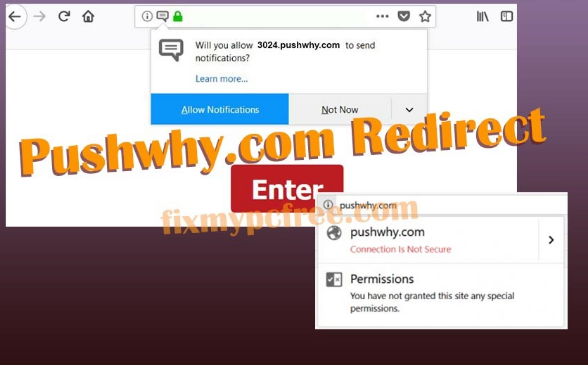 Will you allow 3024.pushwhy.com to send
notifications?
Learn more...
Allow Notifications
Not Now
Pushwhy.com Redirect
Enter
fixmypcfree.com
pushwhy.com
pushwhy.com
Connection Is Not Secure
Permissions
You have not granted this site any special
permissions.